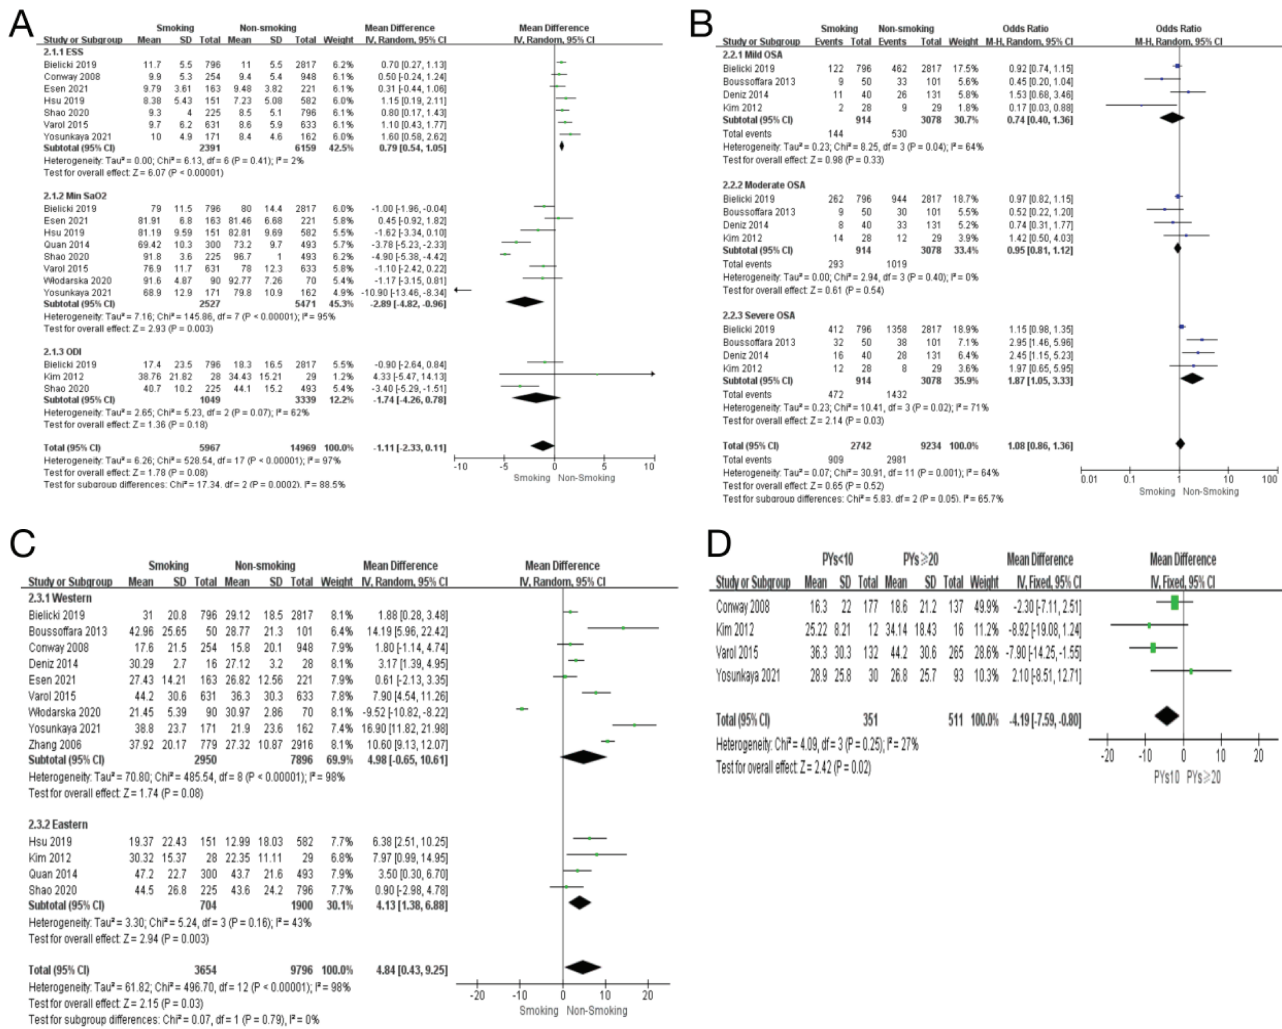 A
Smoking Non-smoking Mean Difference Mean Difference
Study or Subgroup Mean SD Total Mean SD Total Weight IV, Random, 95% CI IV, Random, 95% CI
2.1.1 ESS
Bielicki 2019 11.7 5.5 796 11 5.5 2817 6.2% 0.70 [0.27, 1.13]
Conway 2008 9.9 5.3 254 9.4 5.4 948 6.1% 0.50 [-0.24, 1.24]
Esen 2021 9.79 3.61 163 9.48 3.82 221 6.1% 0.31 [-0.44, 1.06]
Hsu 2019 8.38 5.43 151 7.23 5.08 582 6.0% 1.15 [0.19, 2.11]
Shao 2020 9.3 4 225 8.5 5.1 796 6.2% 0.80 [0.17, 1.43]
Varol 2015 9.7 6.2 631 8.6 5.9 633 6.1% 1.10 [0.43, 1.77]
Yosunkaya 2021 10 4.9 171 8.4 4.6 162 6.0% 1.60 [0.58, 2.62]
Subtotal (95% CI) 2391 6159 42.5% 0.79 [0.54, 1.05]
Heterogeneity: Tau² = 0.00; Chi² = 6.13, df = 6 (P = 0.41); I² = 2%
Test for overall effect: Z = 6.07 (P < 0.00001)
2.1.2 Min SaO2
Bielicki 2019 79 11.5 796 80 14.4 2817 6.0% -1.00 [-1.96, -0.04]
Esen 2021 81.91 6.8 163 81.46 6.68 221 5.8% 0.45 [-0.92, 1.82]
Hsu 2019 81.19 9.59 151 82.81 9.69 582 5.6% -1.62 [-3.34, 0.10]
Quan 2014 69.42 10.3 300 73.2 9.7 493 5.8% -3.78 [-5.23, -2.33]
Shao 2020 91.8 3.6 225 96.7 1 493 6.2% -4.90 [-5.38, -4.42]
Varol 2015 76.9 11.7 631 78 12.3 633 5.8% -1.10 [-2.42, 0.22]
Włodarska 2020 91.6 4.87 90 92.77 7.26 70 5.4% -1.17 [-3.15, 0.81]
Yosunkaya 2021 68.9 12.9 171 79.8 10.9 162 4.9% -10.90 [-13.46, -8.34]
Subtotal (95% CI) 2527 5471 45.3% -2.89 [-4.82, -0.96]
Heterogeneity: Tau² = 7.16; Chi² = 145.86, df = 7 (P < 0.00001); I² = 95%
Test for overall effect: Z = 2.93 (P = 0.003)
2.1.3 ODI
Bielicki 2019 17.4 23.5 796 18.3 16.5 2817 5.5% -0.90 [-2.64, 0.84]
Kim 2012 38.76 21.82 28 34.43 15.21 29 1.2% 4.33 [-5.47, 14.13]
Shao 2020 40.7 10.2 225 44.1 15.2 493 5.4% -3.40 [-5.29, -1.51]
Subtotal (95% CI) 1049 3339 12.2% -1.74 [-4.26, 0.78]
Heterogeneity: Tau² = 2.65; Chi² = 5.23, df = 2 (P = 0.07); I² = 62%
Test for overall effect: Z = 1.36 (P = 0.18)
Total (95% CI) 5967 14969 100.0% -1.11 [-2.33, 0.11]
Heterogeneity: Tau² = 6.26; Chi² = 528.54, df = 17 (P < 0.00001); I² = 97%
Test for overall effect: Z = 1.78 (P = 0.08)
Test for subgroup differences: Chi² = 17.34, df = 2 (P = 0.0002), I² = 88.5%
-10 -5 0 5 10
Smoking Non-Smoking
B
Smoking Non-smoking Odds Ratio Odds Ratio
Study or Subgroup Events Total Events Total Weight M-H, Random, 95% CI M-H, Random, 95% CI
2.2.1 Mild OSA
Bielicki 2019 122 796 462 2817 17.5% 0.92 [0.74, 1.15]
Boussoffara 2013 9 50 33 101 5.5% 0.45 [0.20, 1.04]
Deniz 2014 11 40 26 131 5.5% 1.53 [0.68, 3.46]
Kim 2012 2 28 9 29 1.7% 0.17 [0.03, 0.88]
Subtotal (95% CI) 914 3078 30.7% 0.74 [0.40, 1.36]
Total events 144 530
Heterogeneity: Tau² = 0.23; Chi² = 8.25, df = 3 (P = 0.04); I² = 64%
Test for overall effect: Z = 0.98 (P = 0.33)
2.2.2 Moderate OSA
Bielicki 2019 262 796 944 2817 18.7% 0.97 [0.82, 1.15]
Boussoffara 2013 9 50 30 101 5.5% 0.52 [0.22, 1.20]
Deniz 2014 8 40 33 131 5.2% 0.74 [0.31, 1.77]
Kim 2012 14 28 12 29 4.0% 1.42 [0.50, 4.03]
Subtotal (95% CI) 914 3078 33.4% 0.95 [0.81, 1.12]
Total events 293 1019
Heterogeneity: Tau² = 0.00; Chi² = 2.94, df = 3 (P = 0.40); I² = 0%
Test for overall effect: Z = 0.61 (P = 0.54)
2.2.3 Severe OSA
Bielicki 2019 412 796 1358 2817 18.9% 1.15 [0.98, 1.35]
Boussoffara 2013 32 50 38 101 7.1% 2.95 [1.46, 5.96]
Deniz 2014 16 40 28 131 6.4% 2.45 [1.15, 5.23]
Kim 2012 12 28 8 29 3.7% 1.97 [0.65, 5.95]
Subtotal (95% CI) 914 3078 35.9% 1.87 [1.05, 3.33]
Total events 472 1432
Heterogeneity: Tau² = 0.23; Chi² = 10.41, df = 3 (P = 0.02); I² = 71%
Test for overall effect: Z = 2.14 (P = 0.03)
Total (95% CI) 2742 9234 100.0% 1.08 [0.86, 1.36]
Total events 909 2981
Heterogeneity: Tau² = 0.07; Chi² = 30.91, df = 11 (P = 0.001); I² = 64%
Test for overall effect: Z = 0.65 (P = 0.52)
Test for subgroup differences: Chi² = 5.83, df = 2 (P = 0.05), I² = 65.7%
0.01 0.1 1 10 100
Smoking Non-Smoking
C
Smoking Non-smoking Mean Difference Mean Difference
Study or Subgroup Mean SD Total Mean SD Total Weight IV, Random, 95% CI IV, Random, 95% CI
2.3.1 Western
Bielicki 2019 31 20.8 796 29.12 18.5 2817 8.1% 1.88 [0.28, 3.48]
Boussoffara 2013 42.96 25.65 50 28.77 21.3 101 6.4% 14.19 [5.96, 22.42]
Conway 2008 17.6 21.5 254 15.8 20.1 948 8.0% 1.80 [-1.14, 4.74]
Deniz 2014 30.29 2.7 16 27.12 3.2 28 8.1% 3.17 [1.39, 4.95]
Esen 2021 27.43 14.21 163 26.82 12.56 221 8.0% 0.61 [-2.13, 3.35]
Varol 2015 44.2 30.6 631 36.3 30.3 633 7.9% 7.90 [4.54, 11.26]
Włodarska 2020 21.45 5.39 90 30.97 2.86 70 8.1% -9.52 [-10.82, -8.22]
Yosunkaya 2021 38.8 23.7 171 21.9 23.6 162 7.4% 16.90 [11.82, 21.98]
Zhang 2006 37.92 20.17 779 27.32 10.87 2916 8.1% 10.60 [9.13, 12.07]
Subtotal (95% CI) 2950 7896 69.9% 4.98 [-0.65, 10.61]
Heterogeneity: Tau² = 70.80; Chi² = 485.54, df = 8 (P < 0.00001); I² = 98%
Test for overall effect: Z = 1.74 (P = 0.08)
2.3.2 Eastern
Hsu 2019 19.37 22.43 151 12.99 18.03 582 7.7% 6.38 [2.51, 10.25]
Kim 2012 30.32 15.37 28 22.35 11.11 29 6.8% 7.97 [0.99, 14.95]
Quan 2014 47.2 22.7 300 43.7 21.6 493 7.9% 3.50 [0.30, 6.70]
Shao 2020 44.5 26.8 225 43.6 24.2 796 7.7% 0.90 [-2.98, 4.78]
Subtotal (95% CI) 704 1900 30.1% 4.13 [1.38, 6.88]
Heterogeneity: Tau² = 3.30; Chi² = 5.24, df = 3 (P = 0.16); I² = 43%
Test for overall effect: Z = 2.94 (P = 0.003)
Total (95% CI) 3654 9796 100.0% 4.84 [0.43, 9.25]
Heterogeneity: Tau² = 61.82; Chi² = 496.70, df = 12 (P < 0.00001); I² = 98%
Test for overall effect: Z = 2.15 (P = 0.03)
Test for subgroup differences: Chi² = 0.07, df = 1 (P = 0.79), I² = 0%
-20 -10 0 10 20
Smoking Non-Smoking
D
PYs<10 PYs≥20 Mean Difference Mean Difference
Study or Subgroup Mean SD Total Mean SD Total Weight IV, Fixed, 95% CI IV, Fixed, 95% CI
Conway 2008 16.3 22 177 18.6 21.2 137 49.9% -2.30 [-7.11, 2.51]
Kim 2012 25.22 8.21 12 34.14 18.43 16 11.2% -8.92 [-19.08, 1.24]
Varol 2015 36.3 30.3 132 44.2 30.6 265 28.6% -7.90 [-14.25, -1.55]
Yosunkaya 2021 28.9 25.8 30 26.8 25.7 93 10.3% 2.10 [-8.51, 12.71]
Total (95% CI) 351 511 100.0% -4.19 [-7.59, -0.80]
Heterogeneity: Chi² = 4.09, df = 3 (P = 0.25); I² = 27%
Test for overall effect: Z = 2.42 (P = 0.02)
-20 -10 0 10 20
PYs10 PYs≥20